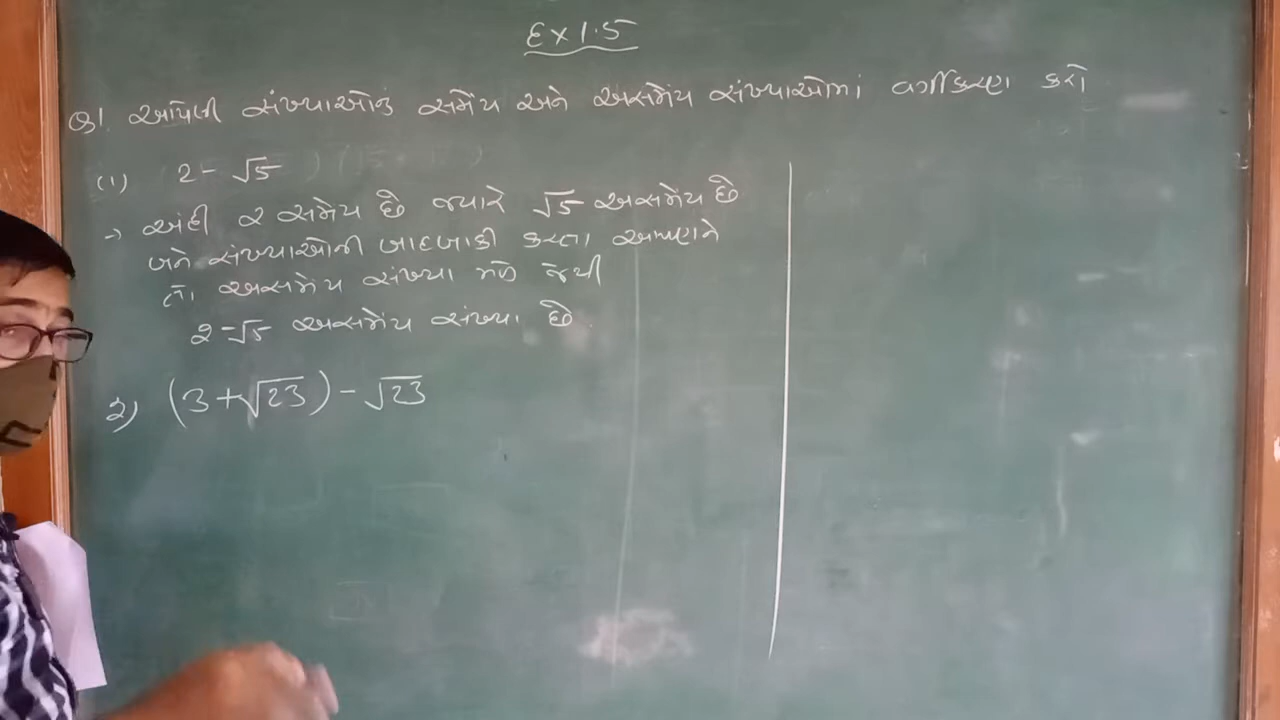 Ex 1.5
Q1 આપેલી સંખ્યાઓનું સંમેય અને અસંમેય સંખ્યાઓમાં વર્ગીકરણ કરો
(1) 2 - √5
→ અંહી 2 સંમેય છે જ્યારે √5 અસંમેય છે
બંને સંખ્યાઓની બાદબાકી કરતા આપણને
તો અસંમેય સંખ્યા મળે જેથી
2-√5 અસંમેય સંખ્યા છે.
2) (3+√23) - √23